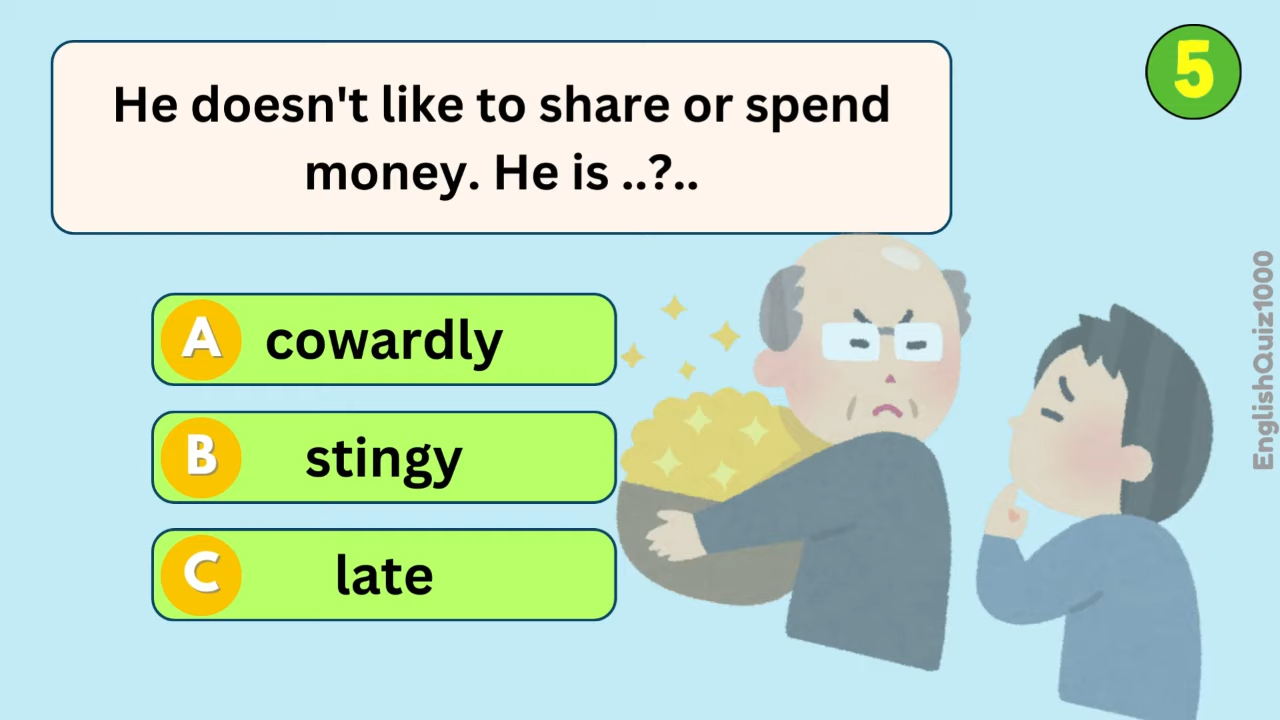 He doesn't like to share or spend
money. He is ..?..
5
A cowardly
B stingy
C late
EnglishQuiz1000